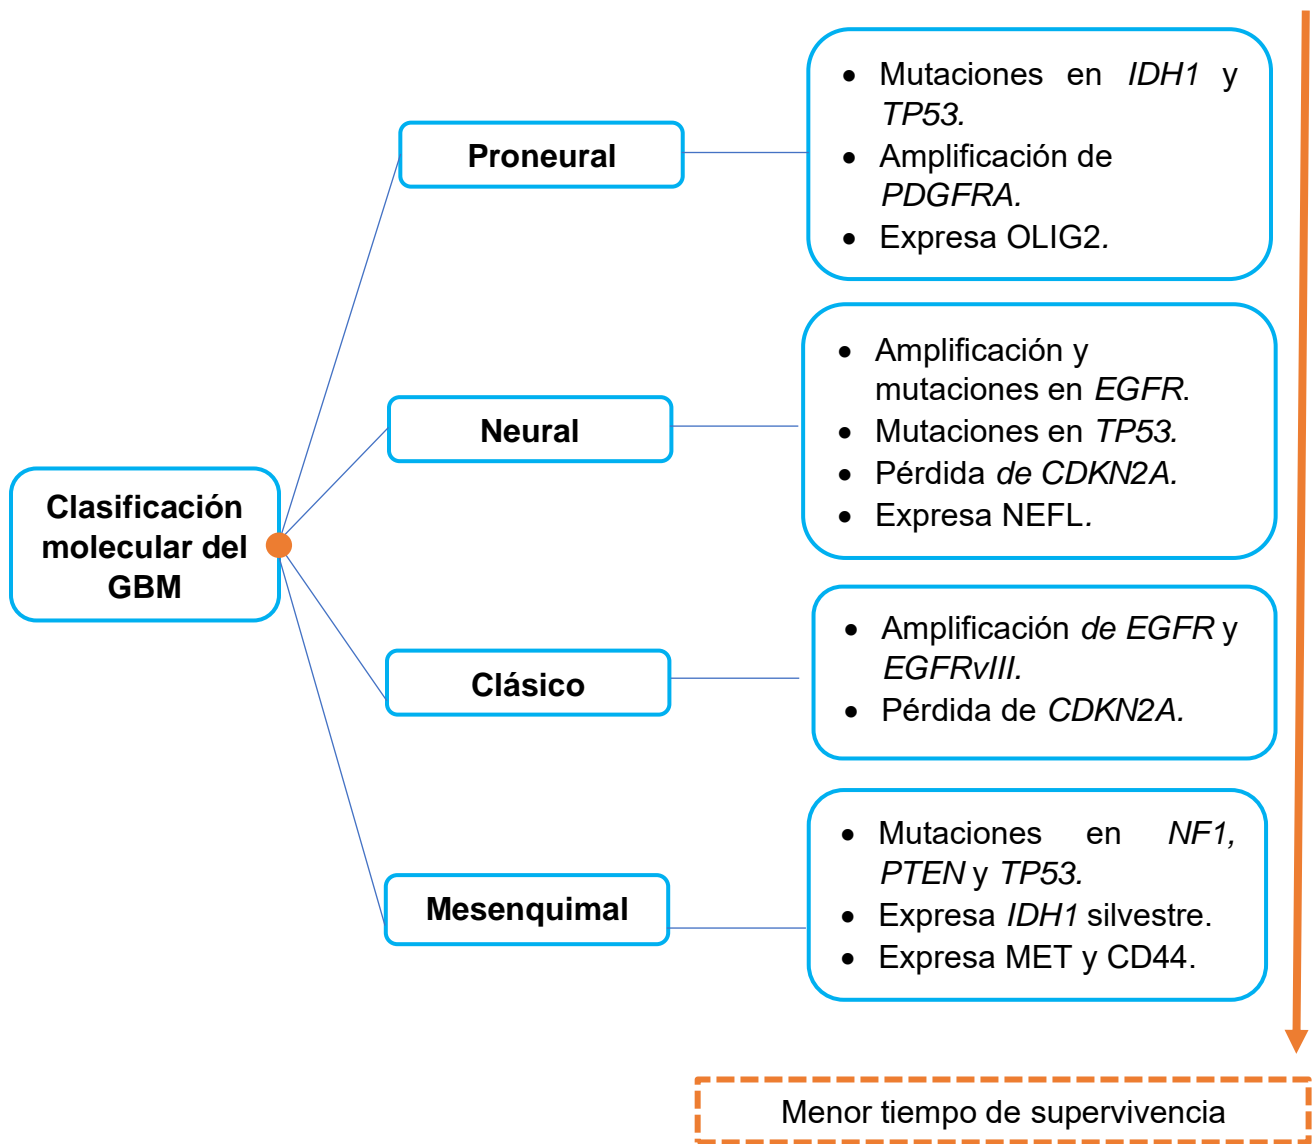 Clasificación
molecular del
GBM
Proneural
• Mutaciones en IDH1 y
TP53.
• Amplificación de
PDGFRA.
• Expresa OLIG2.
Neural
• Amplificación y
mutaciones en EGFR.
• Mutaciones en TP53.
• Pérdida de CDKN2A.
• Expresa NEFL.
Clásico
• Amplificación de EGFR y
EGFRvIII.
• Pérdida de CDKN2A.
Mesenquimal
• Mutaciones en NF1,
PTEN y TP53.
• Expresa IDH1 silvestre.
• Expresa MET y CD44.
Menor tiempo de supervivencia